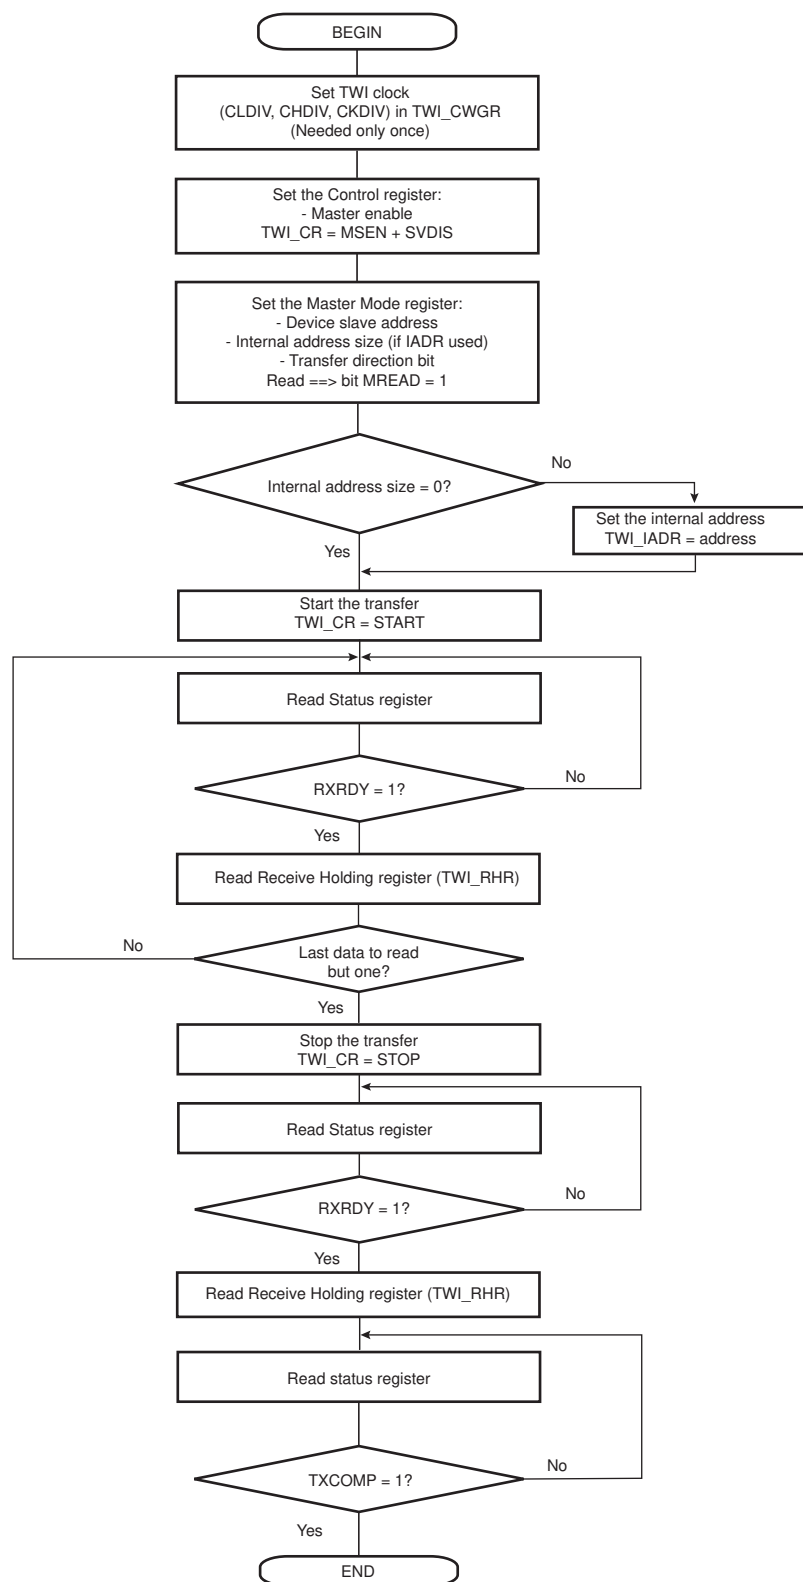 BEGIN
Set TWI clock
(CLDIV, CHDIV, CKDIV) in TWI_CWGR
(Needed only once)
Set the Control register:
- Master enable
TWI_CR = MSEN + SVDIS
Set the Master Mode register:
- Device slave address
- Internal address size (if IADR used)
- Transfer direction bit
Read ==> bit MREAD = 1
Internal address size = 0?
No
Set the internal address
TWI_IADR = address
Yes
Start the transfer
TWI_CR = START
Read Status register
RXRDY = 1?
No
Yes
Read Receive Holding register (TWI_RHR)
No
Last data to read
but one?
Yes
Stop the transfer
TWI_CR = STOP
Read Status register
RXRDY = 1?
No
Yes
Read Receive Holding register (TWI_RHR)
Read status register
TXCOMP = 1?
No
Yes
END